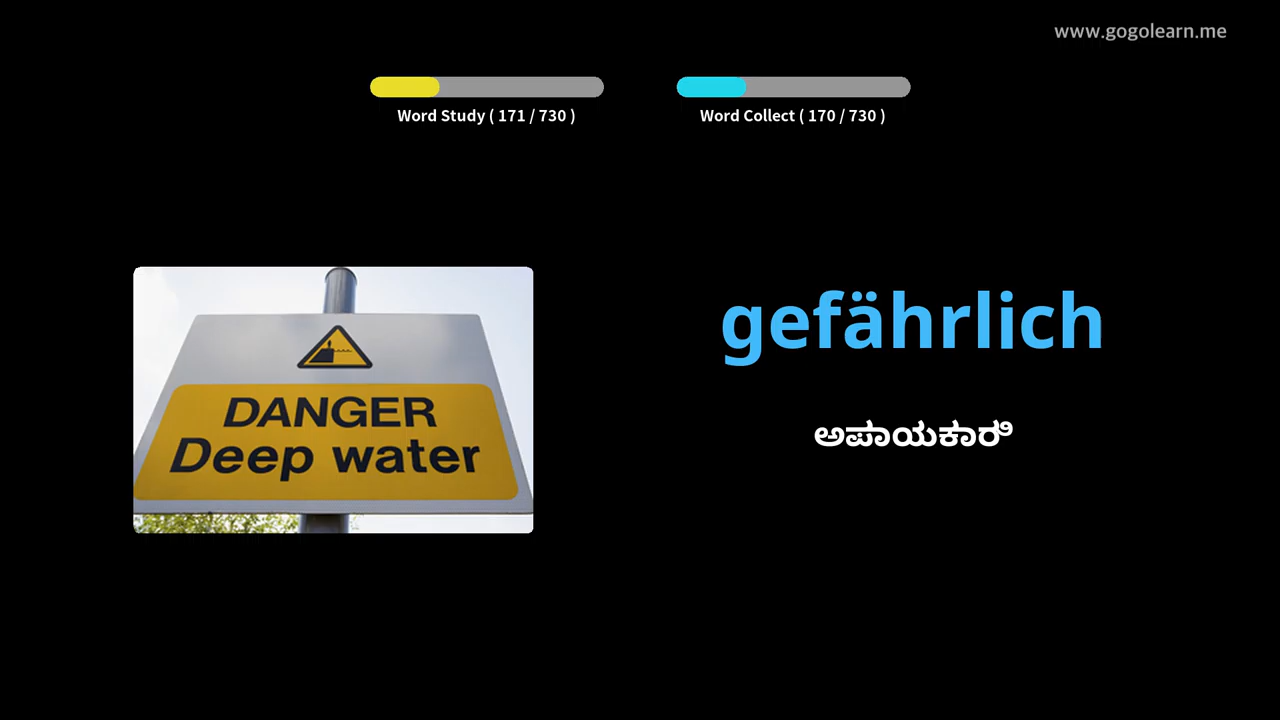 www.gogolearn.me
Word Study ( 171 / 730 )
Word Collect ( 170 / 730 )
DANGER
Deep water
gefährlich
ಅಪಾಯಕಾರಿ